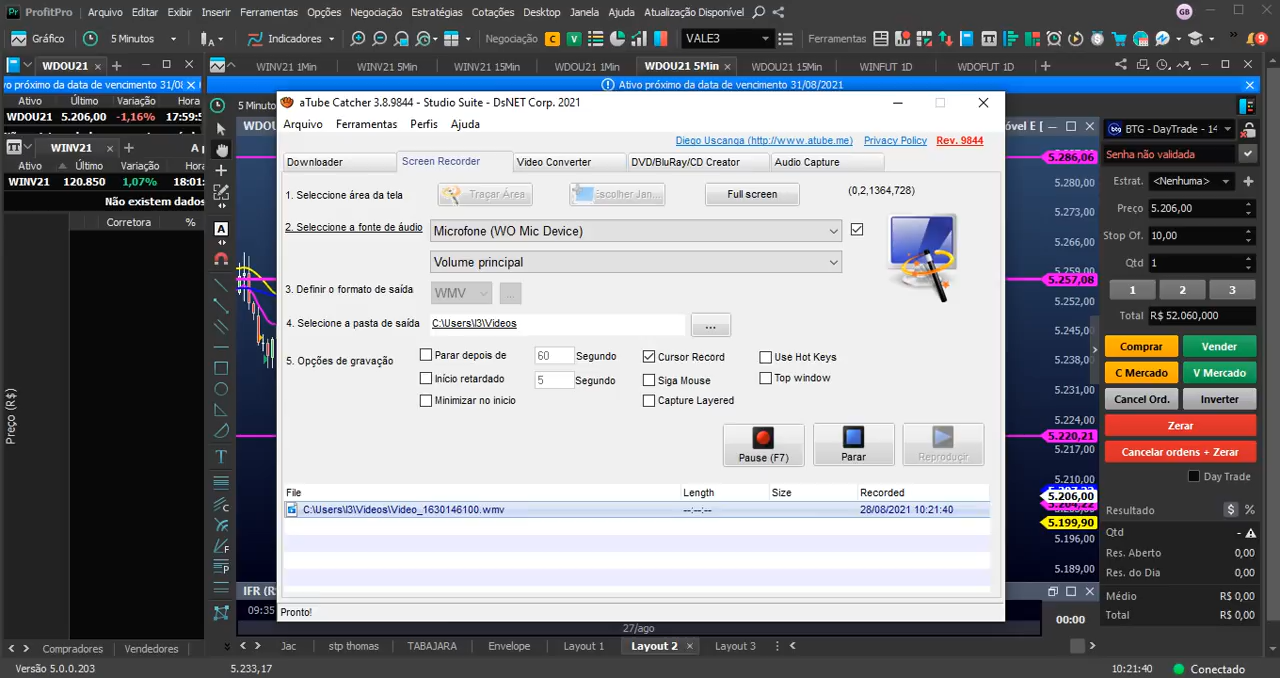 ProfitPro Arquivo Editar Exibir Inserir Ferramentas Opções Negociação Estratégias Cotações Desktop Janela Ajuda Atualização Disponível GB
Gráfico 5 Minutos Indicadores Negociação C V VALE3 Ferramentas 9
WDOU21 WINV21 1Min WINV21 5Min WINV21 15Min WDOU21 1Min WDOU21 5Min WDOU21 15Min WINFUT 1D WDOFUT 1D
o próximo da data de vencimento 31/0
Ativo próximo da data de vencimento 31/08/2021
Ativo Último Variação Hora
WDOU21 5.206,00 -1,16% 17:59:5
WINV21 A p
Ativo Último Variação Hora
WINV21 120.850 1,07% 18:01:
Não existem dados
Corretora %
5 Minuto
WDOU
óvel E [
aTube Catcher 3.8.9844 - Studio Suite - DsNET Corp. 2021
Arquivo Ferramentas Perfis Ajuda
Diego Uscanga (http://www.atube.me) Privacy Policy Rev. 9844
Downloader Screen Recorder Video Converter DVD/BluRay/CD Creator Audio Capture
1. Seleccione área da tela Traçar Área Escolher Jan... Full screen (0,2,1364,728)
2. Seleccione a fonte de áudio Microfone (WO Mic Device)
Volume principal
3. Definir o formato de saída WMV ...
4. Selecione a pasta de saída C:\Users\l3\Videos ...
5. Opções de gravação Parar depois de 60 Segundo Cursor Record Use Hot Keys
Início retardado 5 Segundo Siga Mouse Top window
Minimizar no inicio Capture Layered
Pause (F7) Parar Reproduçir
File Length Size Recorded
C:\Users\l3\Videos\Video_1630146100.wmv --:--:-- 28/08/2021 10:21:40
Pronto!
5.286,06
5.280,00
5.273,00
5.266,00
5.259,00
5.257,08
5.252,00
5.245,00
5.238,00
5.231,00
5.224,00
5.220,21
5.217,00
5.210,00
5.206,00
5.199,90
5.196,00
5.189,00
BTG - DayTrade - 14
Senha não validada
Estrat. <Nenhuma>
Preço 5.206,00
Stop Of. 10,00
Qtd 1
1 2 3
Total R$ 52.060,000
Comprar Vender
C Mercado V Mercado
Cancel Ord. Inverter
Zerar
Cancelar ordens + Zerar
Day Trade
Resultado $ %
Qtd -
Res. Aberto 0,00
Res. do Dia 0,00
Médio R$ 0,00
Total R$ 0,00
Preço (R$)
IFR (R
09:35
27/ago
00:00
Compradores Vendedores Jac stp thomas TABAJARA Envelope Layout 1 Layout 2 Layout 3
Versão 5.0.0.203 5.233,17 10:21:40 Conectado